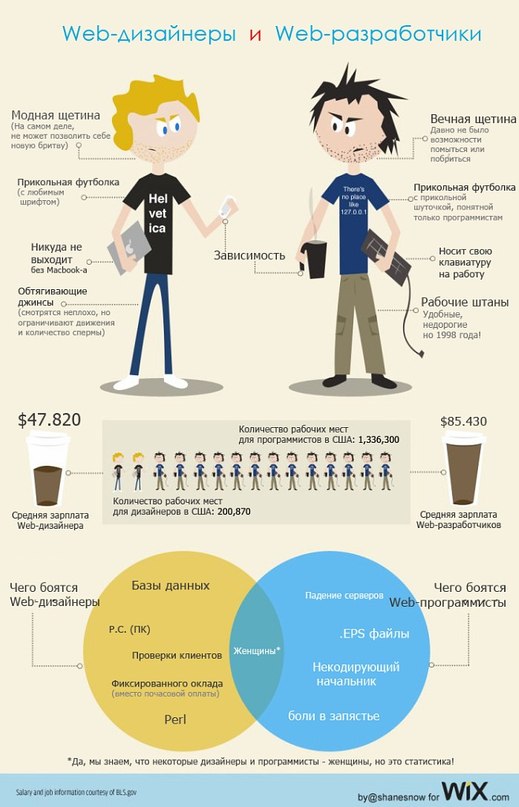 Web-дизайнеры и Web-разработчики
Модная щетина
(На самом деле,
не может позволить себе
новую бритву)
Прикольная футболка
(с любимым
шрифтом)
Никуда не
выходит
без Macbook-а
Обтягивающие
джинсы
(смотрятся неплохо, но
ограничивают движения
и количество спермы)
Hel
vet
ica
Зависимость
There's
no place
like
127.0.0.1
Вечная щетина
Давно не было
возможности
помыться или
побриться
Прикольная футболка
с прикольной
шуточкой, понятной
только программистам
Носит свою
клавиатуру
на работу
Рабочие штаны
Удобные,
недорогие
но 1998 года!
$47.820
Средняя зарплата
Web-дизайнера
Количество рабочих мест
для программистов в США: 1,336,300
Количество рабочих мест
для дизайнеров в США: 200,870
$85.430
Средняя зарплата
Web-разработчиков
Чего боятся
Web-дизайнеры
Базы данных
P.C. (ПК)
Проверки клиентов
Фиксированного оклада
(вместо почасовой оплаты)
Perl
Женщины*
Падение серверов
.EPS файлы
Некодирующий
начальник
боли в запястье
Чего боятся
Web-программисты
*Да, мы знаем, что некоторые дизайнеры и программисты - женщины, но это статистика!
Salary and job information courtesy of BLS.gov
by@shanesnow for WiX.com